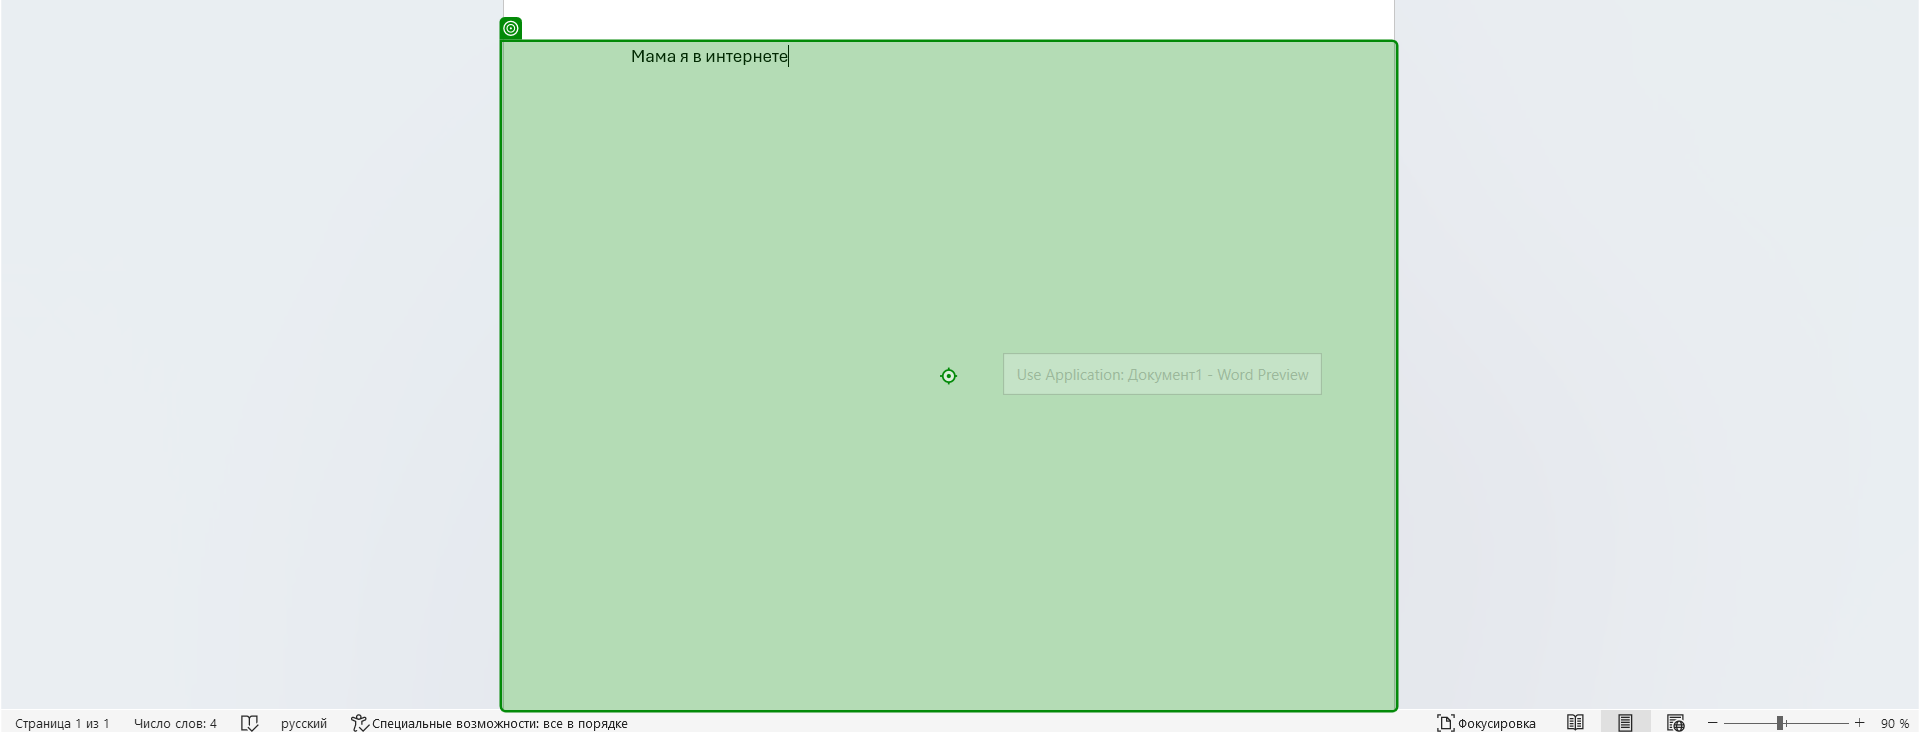 Мама я в интернете
Use Application: Документ1 - Word Preview
Страница 1 из 1 Число слов: 4 русский Специальные возможности: все в порядке Фокусировка 90 %